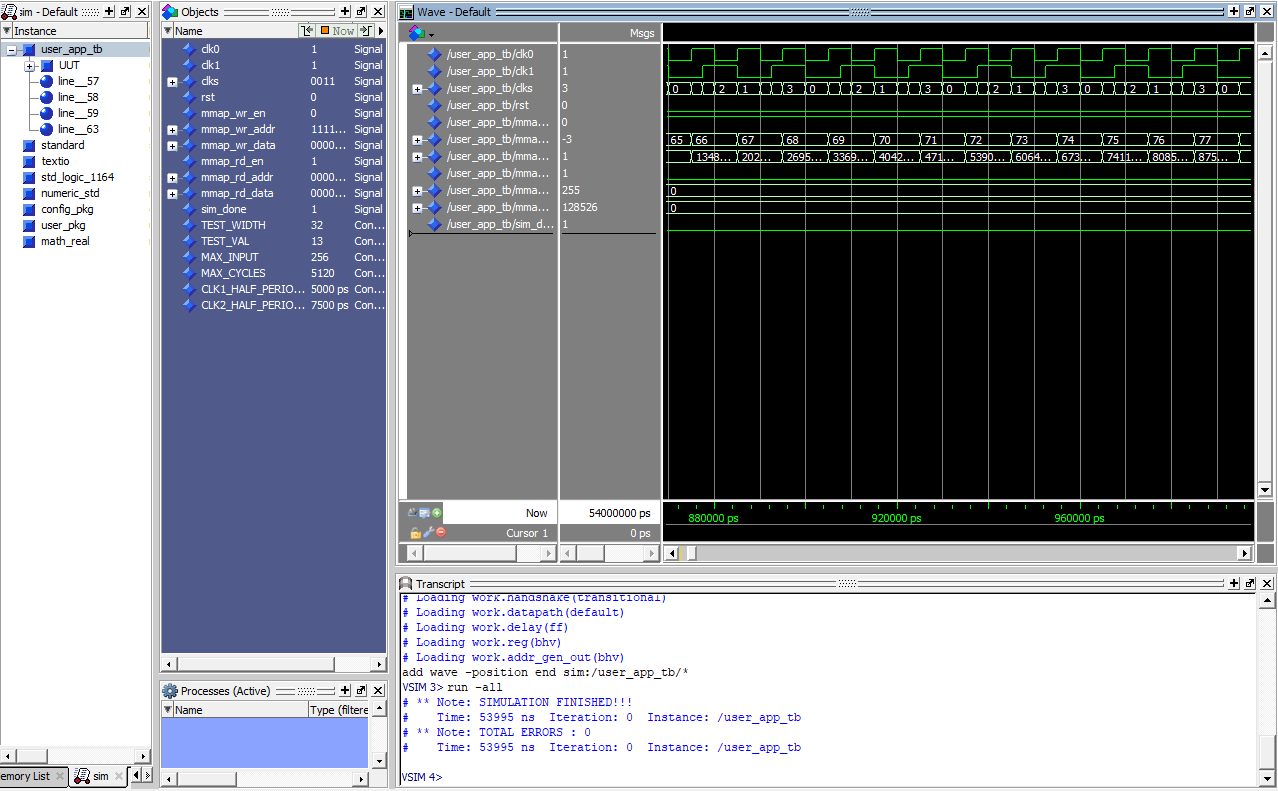 sim - Default
Instance
user_app_tb
UUT
line__57
line__58
line__59
line__63
standard
textio
std_logic_1164
numeric_std
config_pkg
user_pkg
math_real
emory List
sim
Objects
Name Now
clk0 1 Signal
clk1 1 Signal
clks 0011 Signal
rst 0 Signal
mmap_wr_en 0 Signal
mmap_wr_addr 1111... Signal
mmap_wr_data 0000... Signal
mmap_rd_en 1 Signal
mmap_rd_addr 0000... Signal
mmap_rd_data 0000... Signal
sim_done 1 Signal
TEST_WIDTH 32 Con...
TEST_VAL 13 Con...
MAX_INPUT 256 Con...
MAX_CYCLES 5120 Con...
CLK1_HALF_PERIO... 5000 ps Con...
CLK2_HALF_PERIO... 7500 ps Con...
Processes (Active)
Name Type (filtere
Wave - Default
Msgs
/user_app_tb/clk0 1
/user_app_tb/clk1 1
/user_app_tb/clks 3 0 2 1 3 0 2 1 3 0 2 1 3 0 2 1 3 0
/user_app_tb/rst 0
/user_app_tb/mma... 0
/user_app_tb/mma... -3 65 66 67 68 69 70 71 72 73 74 75 76 77
/user_app_tb/mma... 1 1348... 202... 2695... 3369... 4042... 471... 5390... 6064... 673... 7411... 8085... 875...
/user_app_tb/mma... 1
/user_app_tb/mma... 255 0
/user_app_tb/mma... 128526 0
/user_app_tb/sim_d... 1
Now 54000000 ps 880000 ps 920000 ps 960000 ps
Cursor 1 0 ps
Transcript
# Loading work.handshake(transitional)
# Loading work.datapath(default)
# Loading work.delay(ff)
# Loading work.reg(bhv)
# Loading work.addr_gen_out(bhv)
add wave -position end sim:/user_app_tb/*
VSIM 3> run -all
# ** Note: SIMULATION FINISHED!!!
# Time: 53995 ns Iteration: 0 Instance: /user_app_tb
# ** Note: TOTAL ERRORS : 0
# Time: 53995 ns Iteration: 0 Instance: /user_app_tb
VSIM 4>